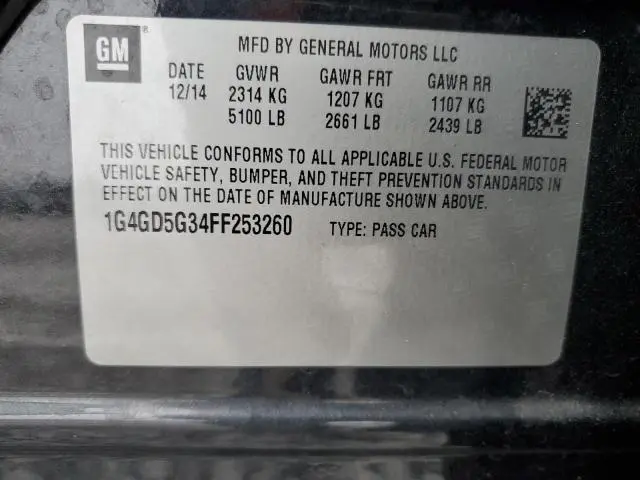 GM ®
MFD BY GENERAL MOTORS LLC
DATE GVWR GAWR FRT GAWR RR
12/14 2314 KG 1207 KG 1107 KG
5100 LB 2661 LB 2439 LB
THIS VEHICLE CONFORMS TO ALL APPLICABLE U.S. FEDERAL MOTOR
VEHICLE SAFETY, BUMPER, AND THEFT PREVENTION STANDARDS IN
EFFECT ON THE DATE OF MANUFACTURE SHOWN ABOVE.
1G4GD5G34FF253260 TYPE: PASS CAR